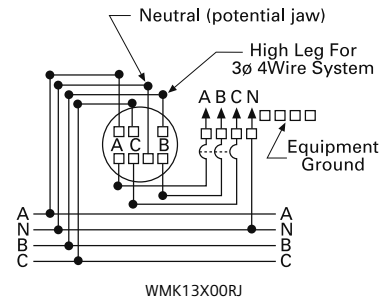 Neutral (potential jaw)
High Leg For
3ø 4Wire System
A B C N
A C B
Equipment
Ground
A A
N N
B B
C C
WMK13X00RJ